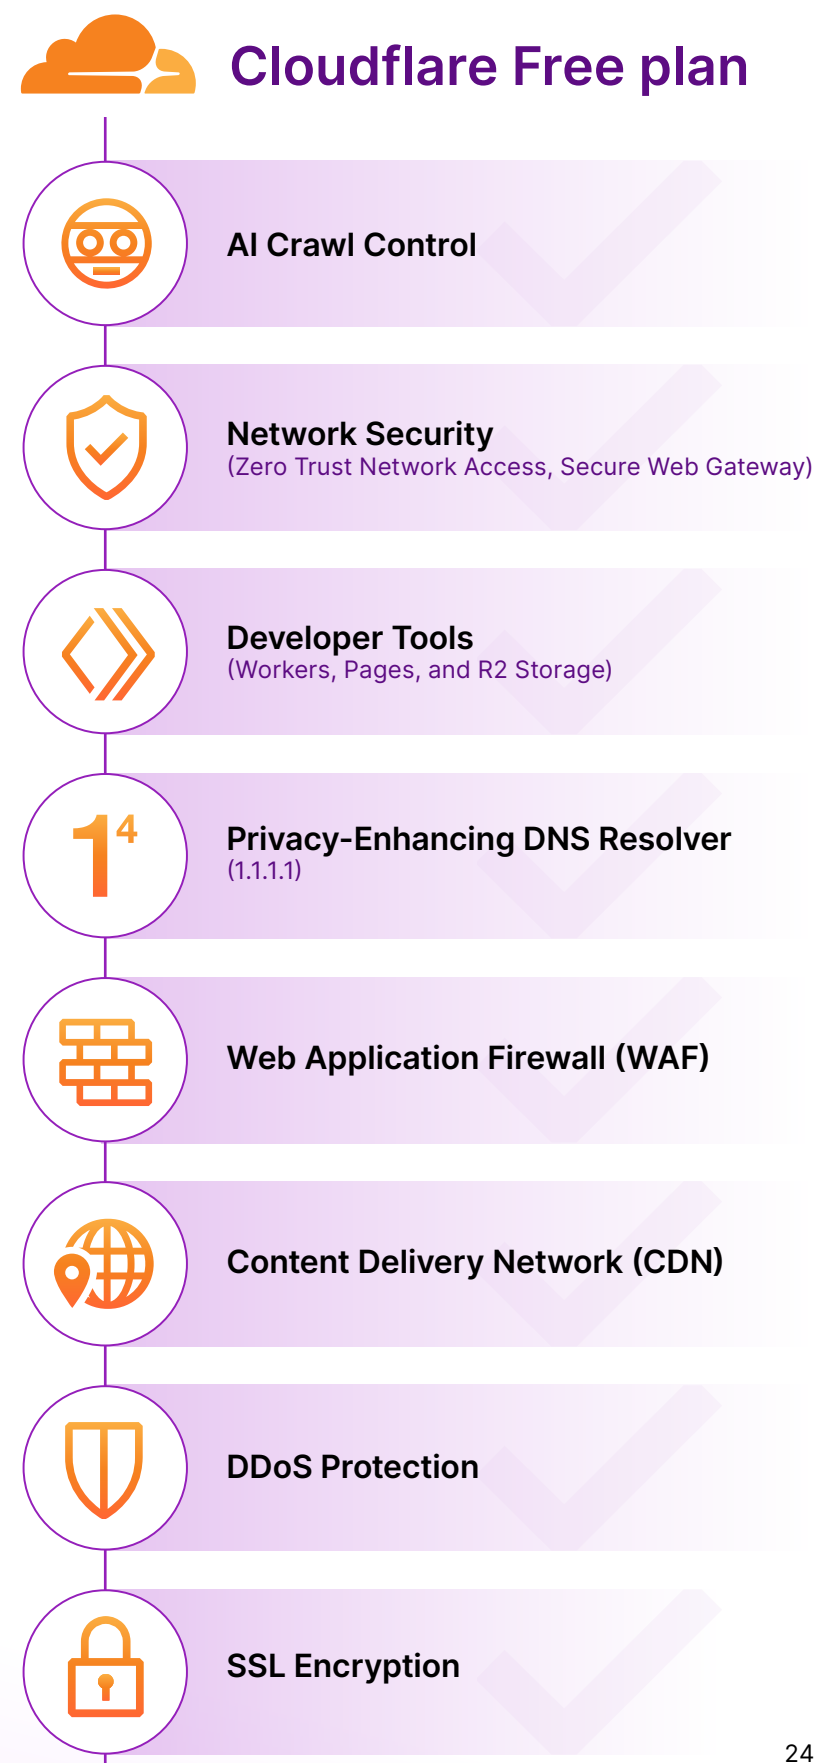 Cloudflare Free plan
AI Crawl Control
Network Security
(Zero Trust Network Access, Secure Web Gateway)
Developer Tools
(Workers, Pages, and R2 Storage)
1⁴
Privacy-Enhancing DNS Resolver
(1.1.1.1)
Web Application Firewall (WAF)
Content Delivery Network (CDN)
DDoS Protection
SSL Encryption
24